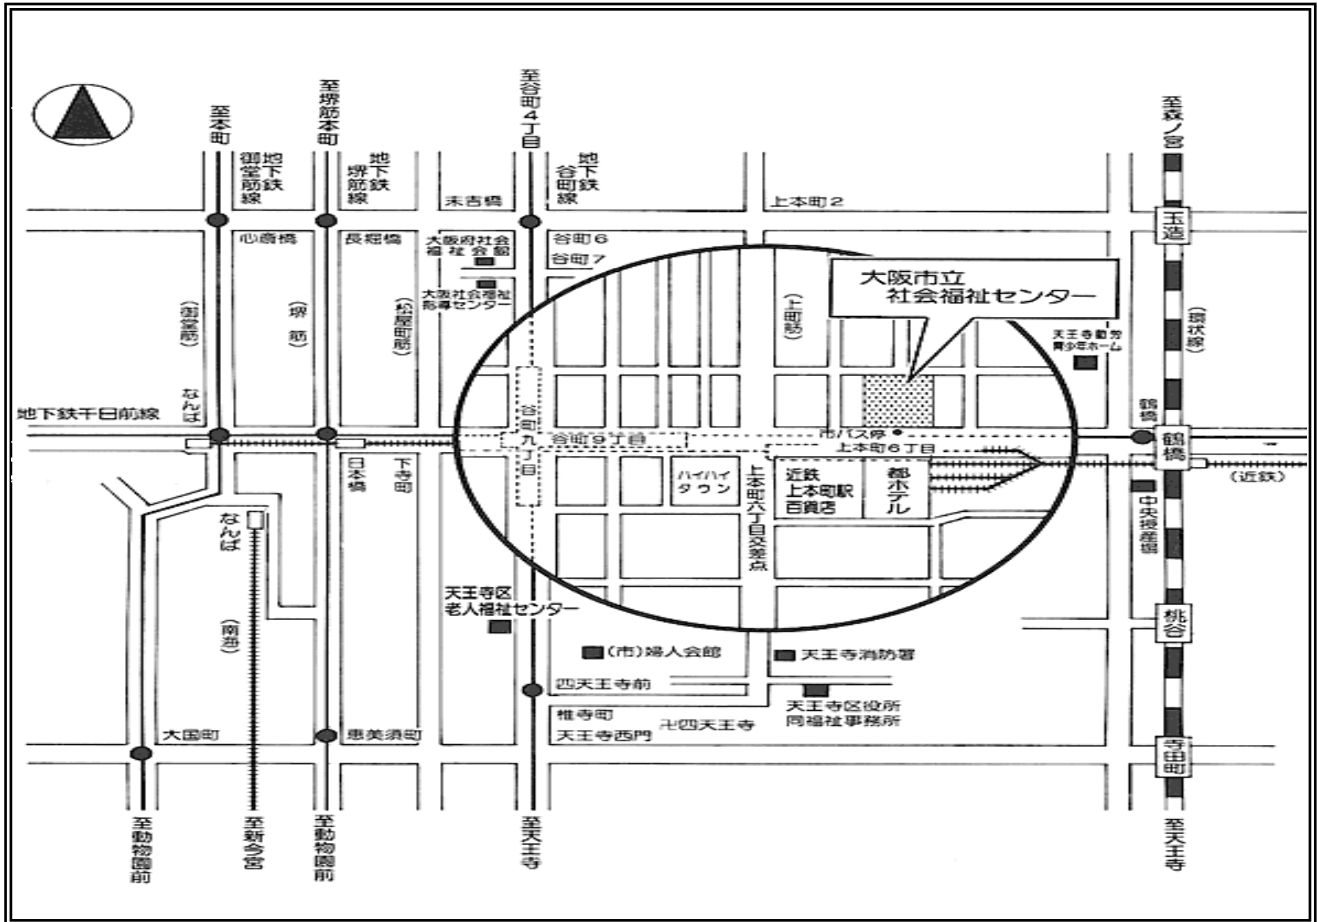 至本町
至堺筋本町
至谷町4丁目
至森ノ宮
地下鉄
御堂筋線
地下鉄
堺筋線
地下鉄
谷町線
末吉橋
上本町2
玉造
心斎橋
長堀橋
大阪府社会
福祉会館
谷町6
谷町7
大阪社会福祉
指導センター
大阪市立
社会福祉センター
(御堂筋)
(堺筋)
(松屋町筋)
(上町筋)
(環状線)
天王寺勤労
青少年ホーム
地下鉄千日前線
なんば
谷町九丁目
谷町9丁目
市バス停
上本町6丁目
鶴橋
鶴橋
(近鉄)
日本橋
下寺町
ハイハイ
タウン
上本町六丁目交差点
近鉄
上本町駅
百貨店
都ホテル
中央授産場
なんば
(南海)
天王寺区
老人福祉センター
桃谷
(市)婦人会館
天王寺消防署
四天王寺前
天王寺区役所
同福祉事務所
椎寺町
卍四天王寺
天王寺西門
大国町
恵美須町
寺田町
至動物園前
至新今宮
至動物園前
至天王寺
至天王寺